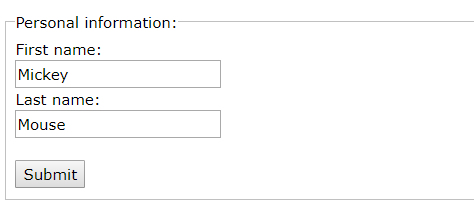 Personal information:
First name:
Mickey
Last name:
Mouse
Submit